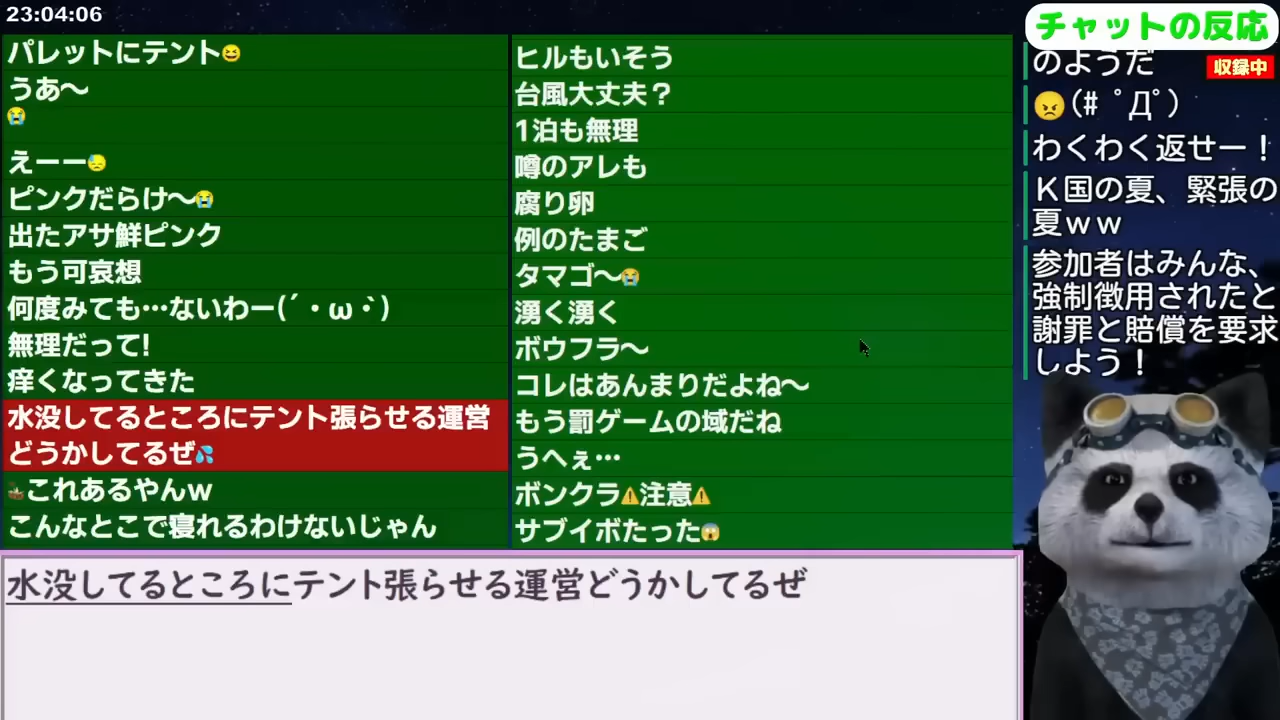 23:04:06
パレットにテント😆
うあ〜
😭
えーー😓
ピンクだらけ〜😭
出たアサ鮮ピンク
もう可哀想
何度みても…ないわー(´・ω・`)
無理だって!
痒くなってきた
水没してるところにテント張らせる運営
どうかしてるぜ💦
これあるやんw
こんなとこで寝れるわけないじゃん
ヒルもいそう
台風大丈夫？
1泊も無理
噂のアレも
腐り卵
例のたまご
タマゴ〜😭
湧く湧く
ボウフラ〜
コレはあんまりだよね〜
もう罰ゲームの域だね
うへぇ…
ボンクラ⚠注意⚠
サブイボたった😱
チャットの反応
のようだ
収録中
😠(# ﾟДﾟ)
わくわく返せー！
Ｋ国の夏、緊張の
夏ｗｗ
参加者はみんな、
強制徴用されたと
謝罪と賠償を要求
しよう！
水没してるところにテント張らせる運営どうかしてるぜ